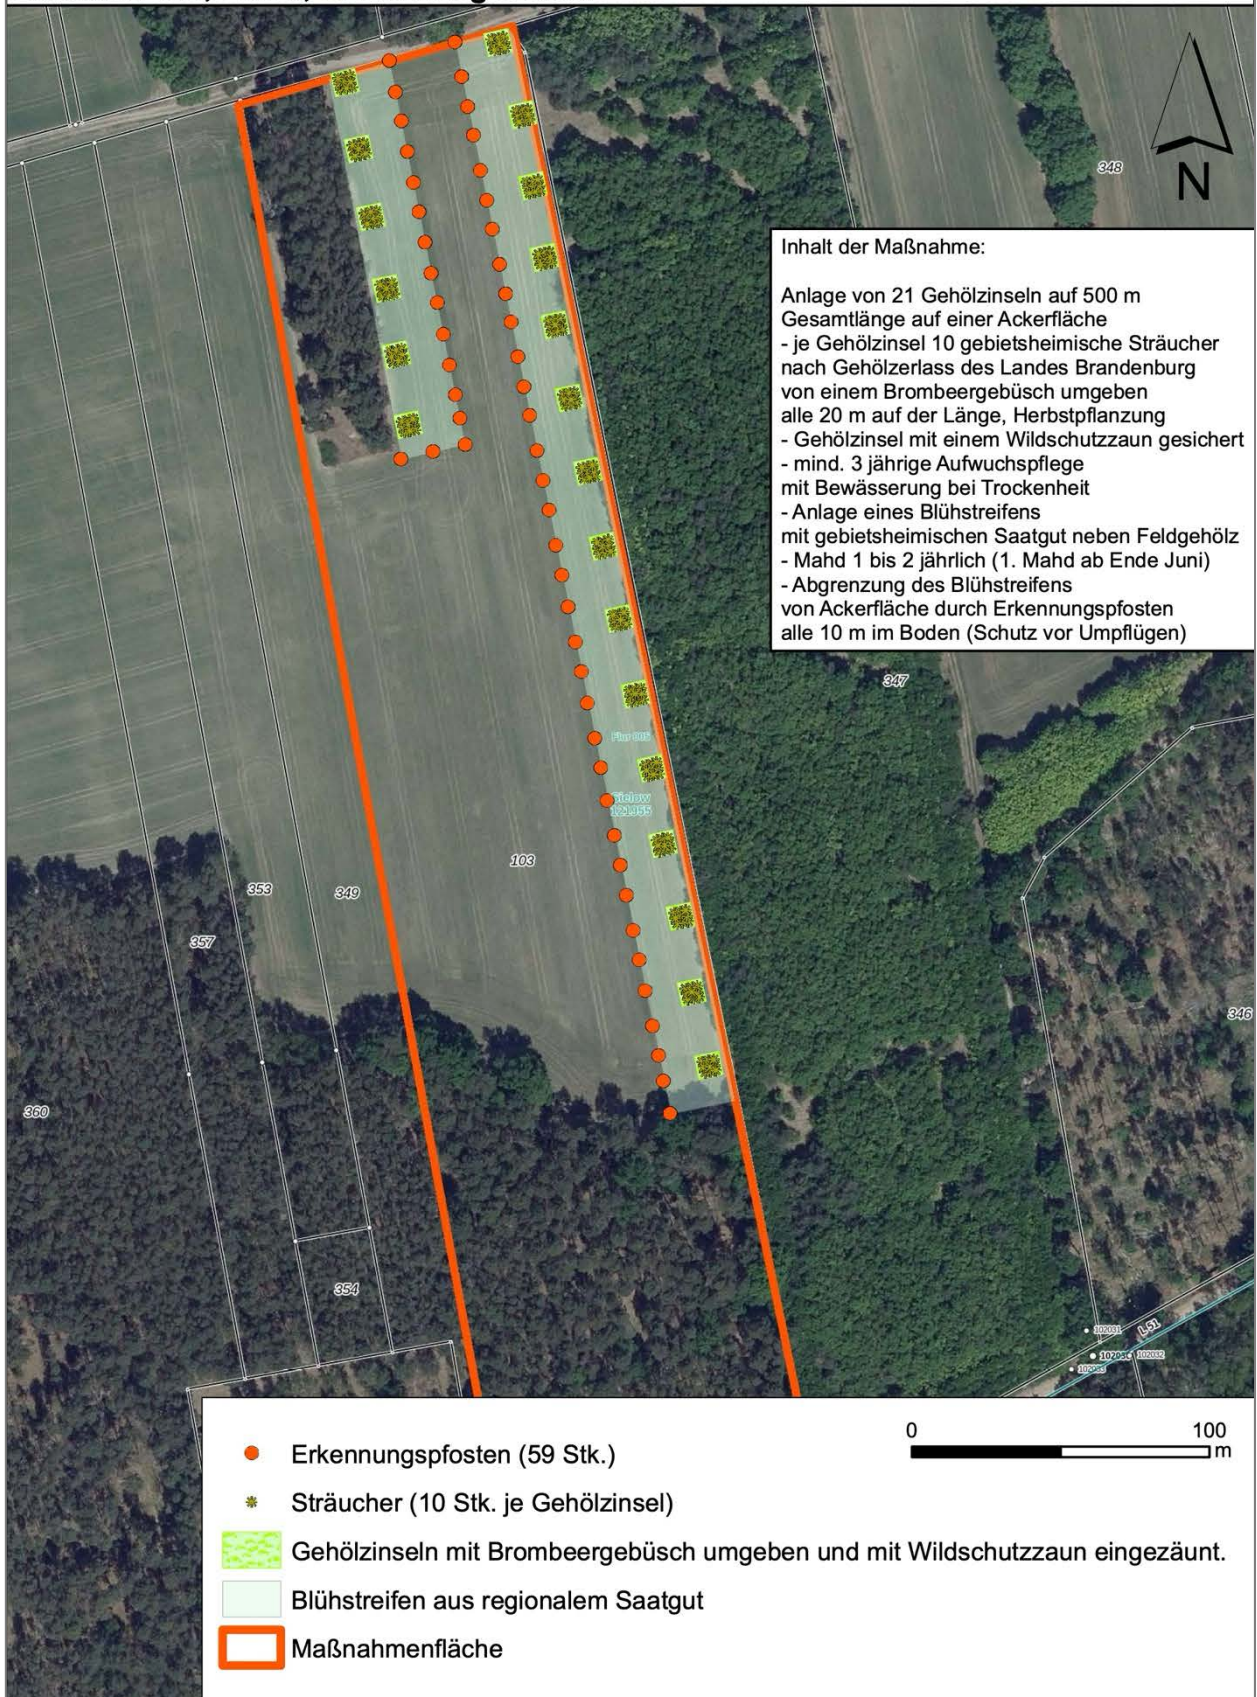 348
N
Inhalt der Maßnahme:
Anlage von 21 Gehölzinseln auf 500 m
Gesamtlänge auf einer Ackerfläche
- je Gehölzinsel 10 gebietsheimische Sträucher
nach Gehölzerlass des Landes Brandenburg
von einem Brombeergebüsch umgeben
alle 20 m auf der Länge, Herbstpflanzung
- Gehölzinsel mit einem Wildschutzzaun gesichert
- mind. 3 jährige Aufwuchspflege
mit Bewässerung bei Trockenheit
- Anlage eines Blühstreifens
mit gebietsheimischen Saatgut neben Feldgehölz
- Mahd 1 bis 2 jährlich (1. Mahd ab Ende Juni)
- Abgrenzung des Blühstreifens
von Ackerfläche durch Erkennungspfosten
alle 10 m im Boden (Schutz vor Umpflügen)
347
Sielow
121955
103
353
349
357
346
360
354
102031
L 51
102032
0 100
m
Erkennungspfosten (59 Stk.)
Sträucher (10 Stk. je Gehölzinsel)
Gehölzinseln mit Brombeergebüsch umgeben und mit Wildschutzzaun eingezäunt.
Blühstreifen aus regionalem Saatgut
Maßnahmenfläche